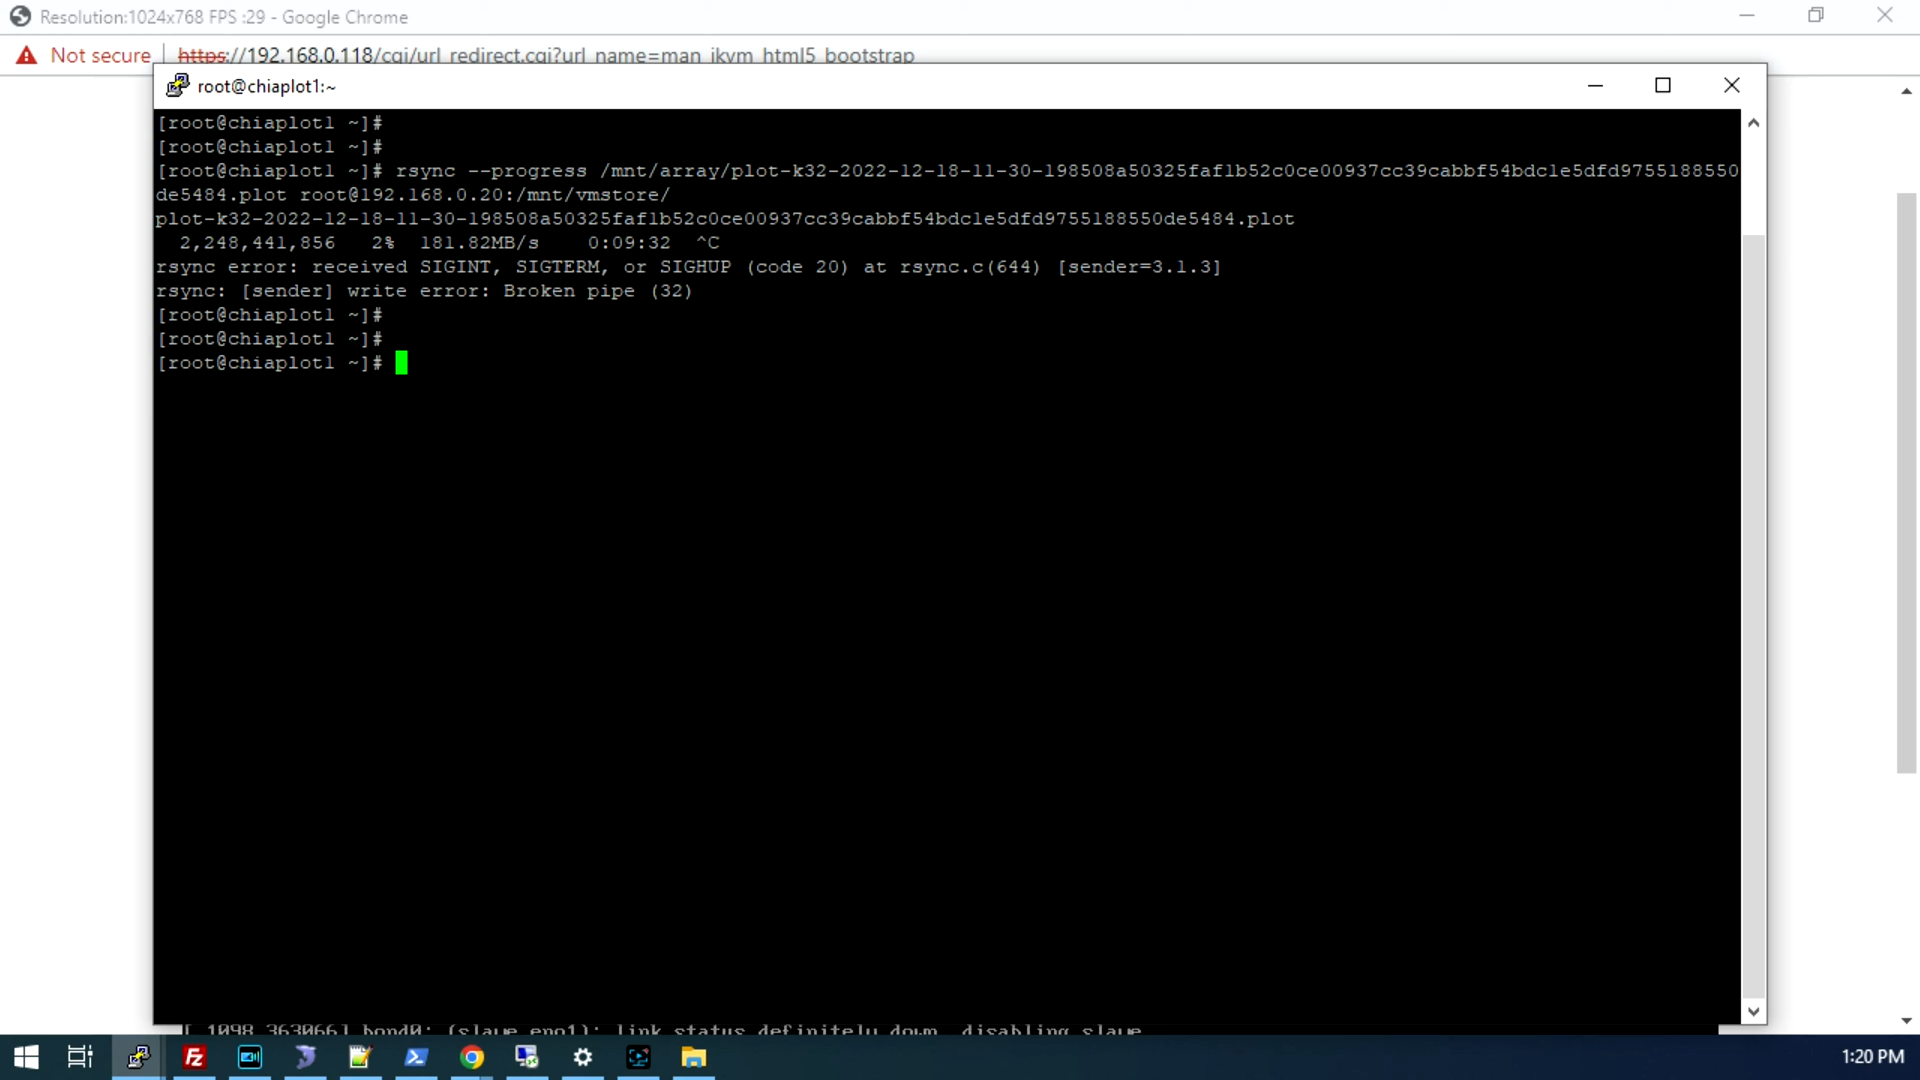 Resolution:1024x768 FPS :29 - Google Chrome
Not secure | https://192.168.0.118/cgi/url_redirect.cgi?url_name=man_ikvm_html5_bootstrap
root@chiaplot1:~
[root@chiaplot1 ~]#
[root@chiaplot1 ~]#
[root@chiaplot1 ~]# rsync --progress /mnt/array/plot-k32-2022-12-18-11-30-198508a50325faf1b52c0ce00937cc39cabbf54bdc1e5dfd9755188550
de5484.plot root@192.168.0.20:/mnt/vmstore/
plot-k32-2022-12-18-11-30-198508a50325faf1b52c0ce00937cc39cabbf54bdc1e5dfd9755188550de5484.plot
2,248,441,856 2% 181.82MB/s 0:09:32 ^C
rsync error: received SIGINT, SIGTERM, or SIGHUP (code 20) at rsync.c(644) [sender=3.1.3]
rsync: [sender] write error: Broken pipe (32)
[root@chiaplot1 ~]#
[root@chiaplot1 ~]#
[root@chiaplot1 ~]#
[ 1098.363066] bond0: (slave eno1): link status definitely down, disabling slave
Fz
1:20 PM